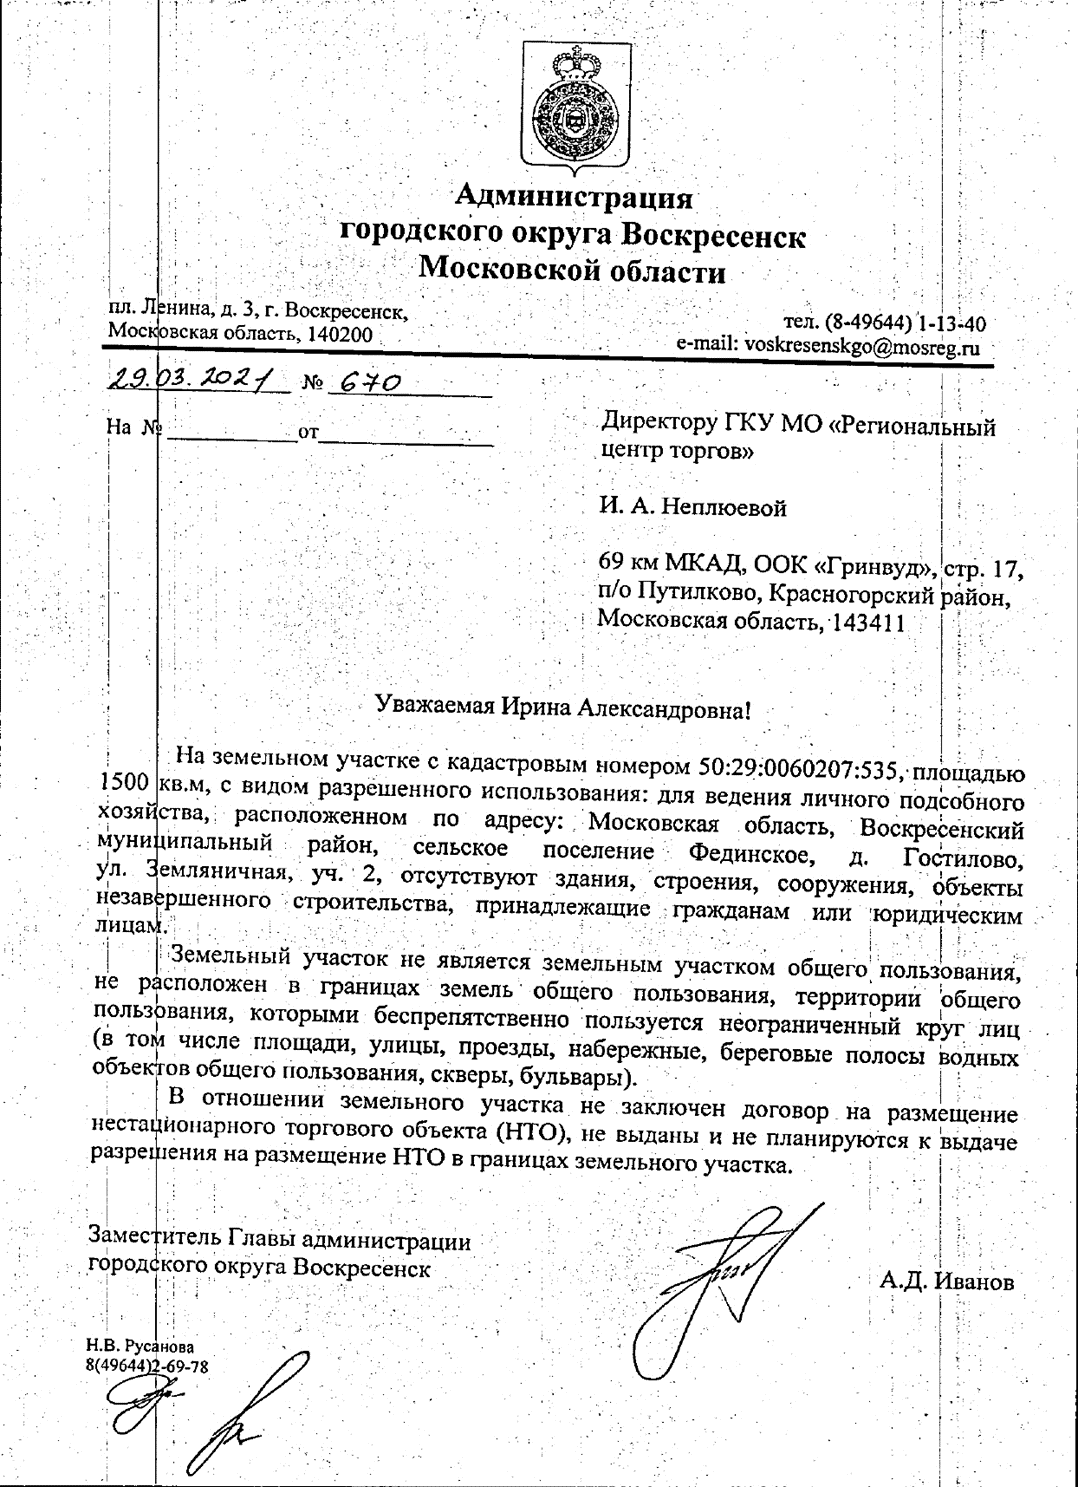 Администрация
городского округа Воскресенск
Московской области
пл. Ленина, д. 3, г. Воскресенск,
Московская область, 140200
тел. (8-49644) 1-13-40
e-mail: voskresenskgo@mosreg.ru
29.03.2021 № 670
На № от
Директору ГКУ МО «Региональный
центр торгов»
И. А. Неплюевой
69 км МКАД, ООК «Гринвуд», стр. 17,
п/о Путилково, Красногорский район,
Московская область, 143411
Уважаемая Ирина Александровна!
На земельном участке с кадастровым номером 50:29:0060207:535, площадью
1500 кв.м, с видом разрешенного использования: для ведения личного подсобного
хозяйства, расположенном по адресу: Московская область, Воскресенский
муниципальный район, сельское поселение Фединское, д. Гостилово,
ул. Земляничная, уч. 2, отсутствуют здания, строения, сооружения, объекты
незавершенного строительства, принадлежащие гражданам или юридическим
лицам.
Земельный участок не является земельным участком общего пользования,
не расположен в границах земель общего пользования, территории общего
пользования, которыми беспрепятственно пользуется неограниченный круг лиц
(в том числе площади, улицы, проезды, набережные, береговые полосы водных
объектов общего пользования, скверы, бульвары).
В отношении земельного участка не заключен договор на размещение
нестационарного торгового объекта (НТО), не выданы и не планируются к выдаче
разрешения на размещение НТО в границах земельного участка.
Заместитель Главы администрации
городского округа Воскресенск
А.Д. Иванов
Н.В. Русанова
8(49644)2-69-78